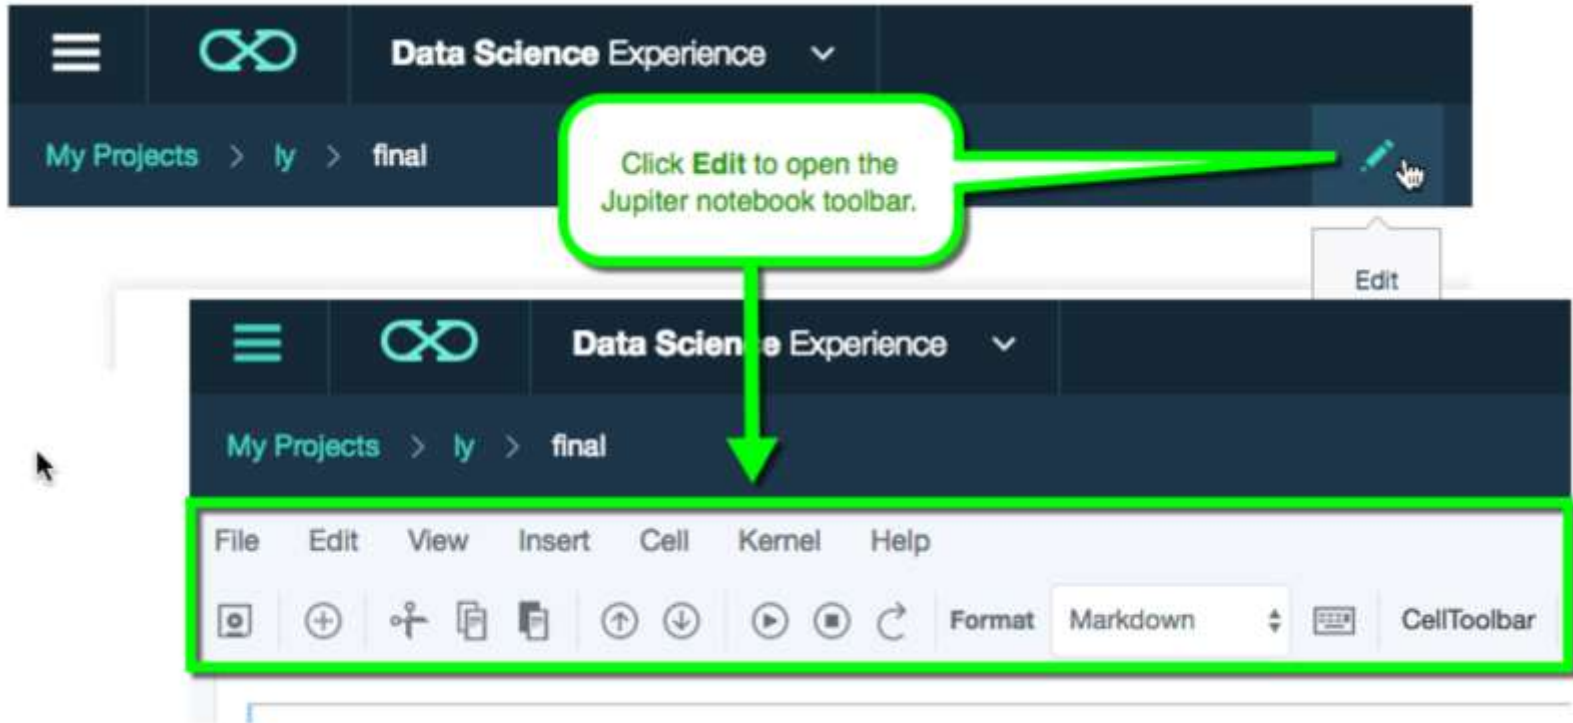 Data Science Experience
My Projects > ly > final
Click Edit to open the
Jupiter notebook toolbar.
Edit
Data Science Experience
My Projects > ly > final
File Edit View Insert Cell Kernel Help
Format Markdown CellToolbar